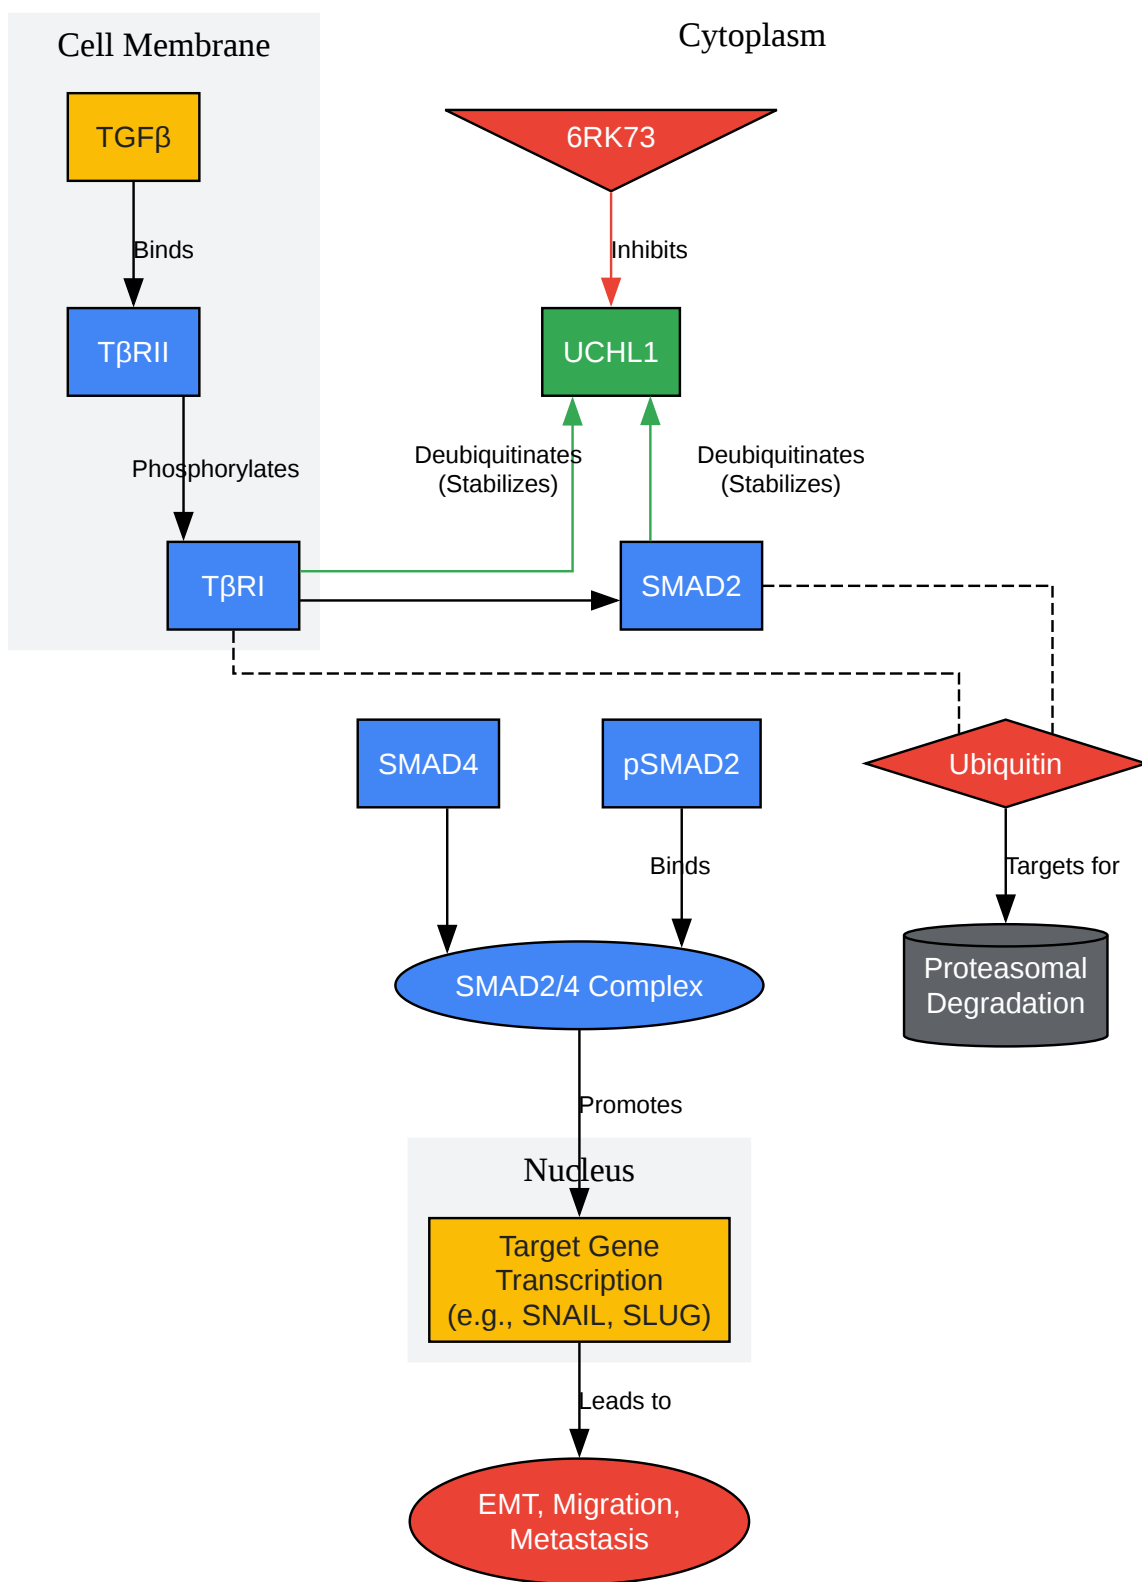 Cell Membrane
Cytoplasm
TGFβ
6RK73
Binds
Inhibits
TβRII
UCHL1
Phosphorylates
Deubiquitinates
(Stabilizes)
Deubiquitinates
(Stabilizes)
TβRI
SMAD2
SMAD4
pSMAD2
Ubiquitin
Binds
Targets for
SMAD2/4 Complex
Proteasomal
Degradation
Promotes
Nucleus
Target Gene
Transcription
(e.g., SNAIL, SLUG)
Leads to
EMT, Migration,
Metastasis